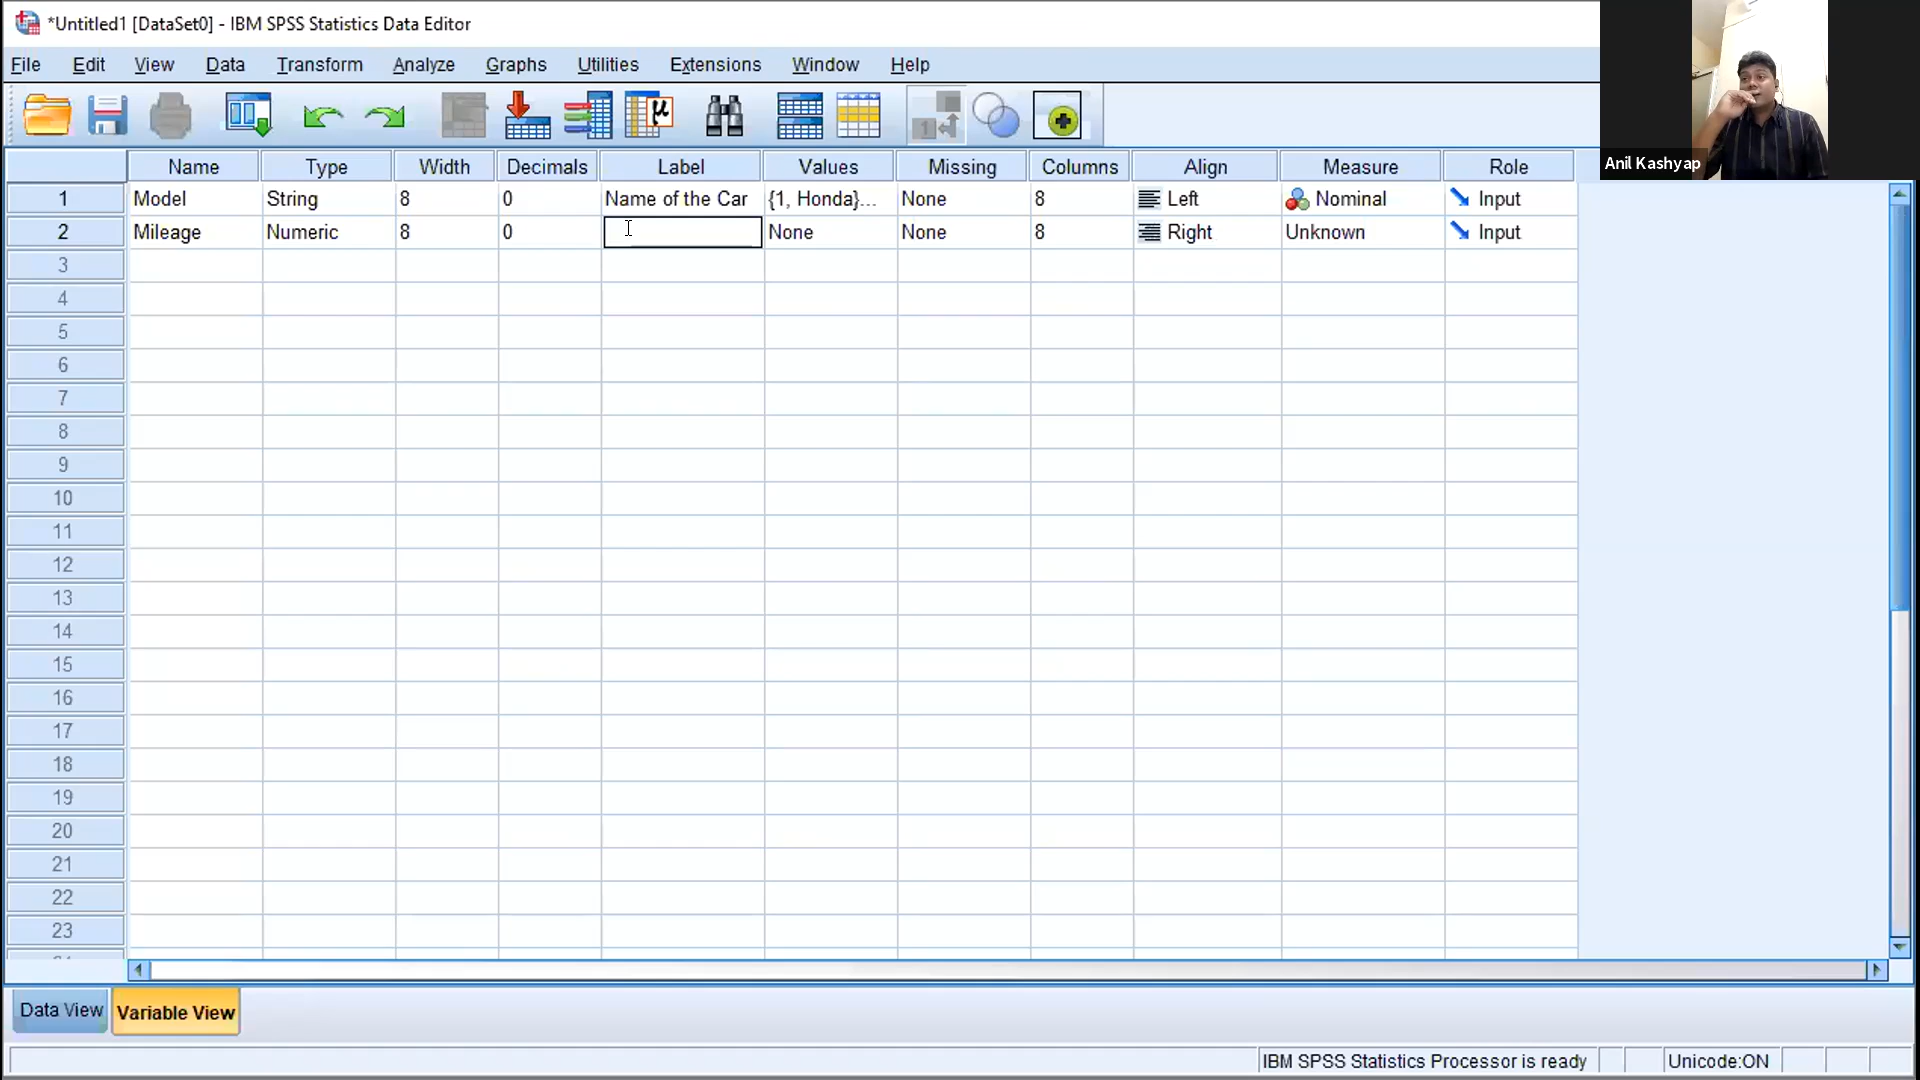 *Untitled1 [DataSet0] - IBM SPSS Statistics Data Editor
File Edit View Data Transform Analyze Graphs Utilities Extensions Window Help
Anil Kashyap
Name Type Width Decimals Label Values Missing Columns Align Measure Role
1 Model String 8 0 Name of the Car {1, Honda}... None 8 Left Nominal Input
2 Mileage Numeric 8 0 None None 8 Right Unknown Input
3
4
5
6
7
8
9
10
11
12
13
14
15
16
17
18
19
20
21
22
23
Data View Variable View
IBM SPSS Statistics Processor is ready Unicode:ON